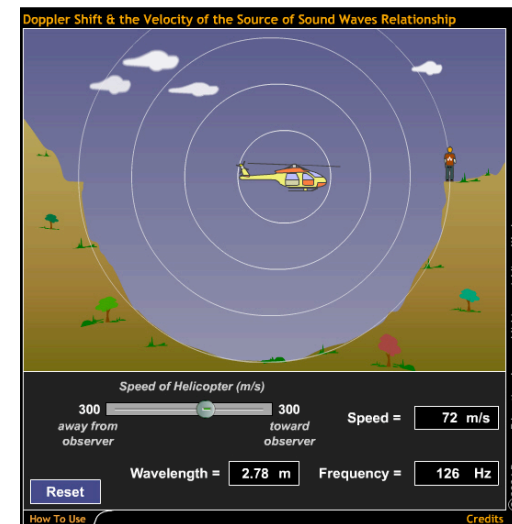 Doppler Shift & the Velocity of the Source of Sound Waves Relationship
Speed of Helicopter (m/s)
300 300
away from observer
toward observer
Speed = 72 m/s
Wavelength = 2.78 m Frequency = 126 Hz
Reset
How To Use Credits